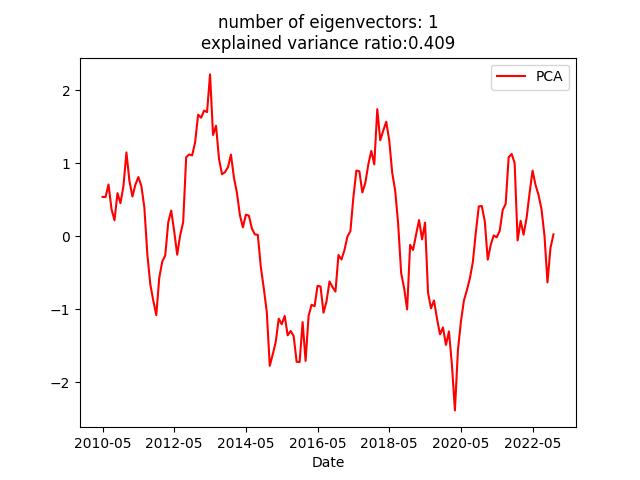 number of eigenvectors: 1
explained variance ratio:0.409
PCA
2
1
0
−1
−2
2010-05 2012-05 2014-05 2016-05 2018-05 2020-05 2022-05
Date